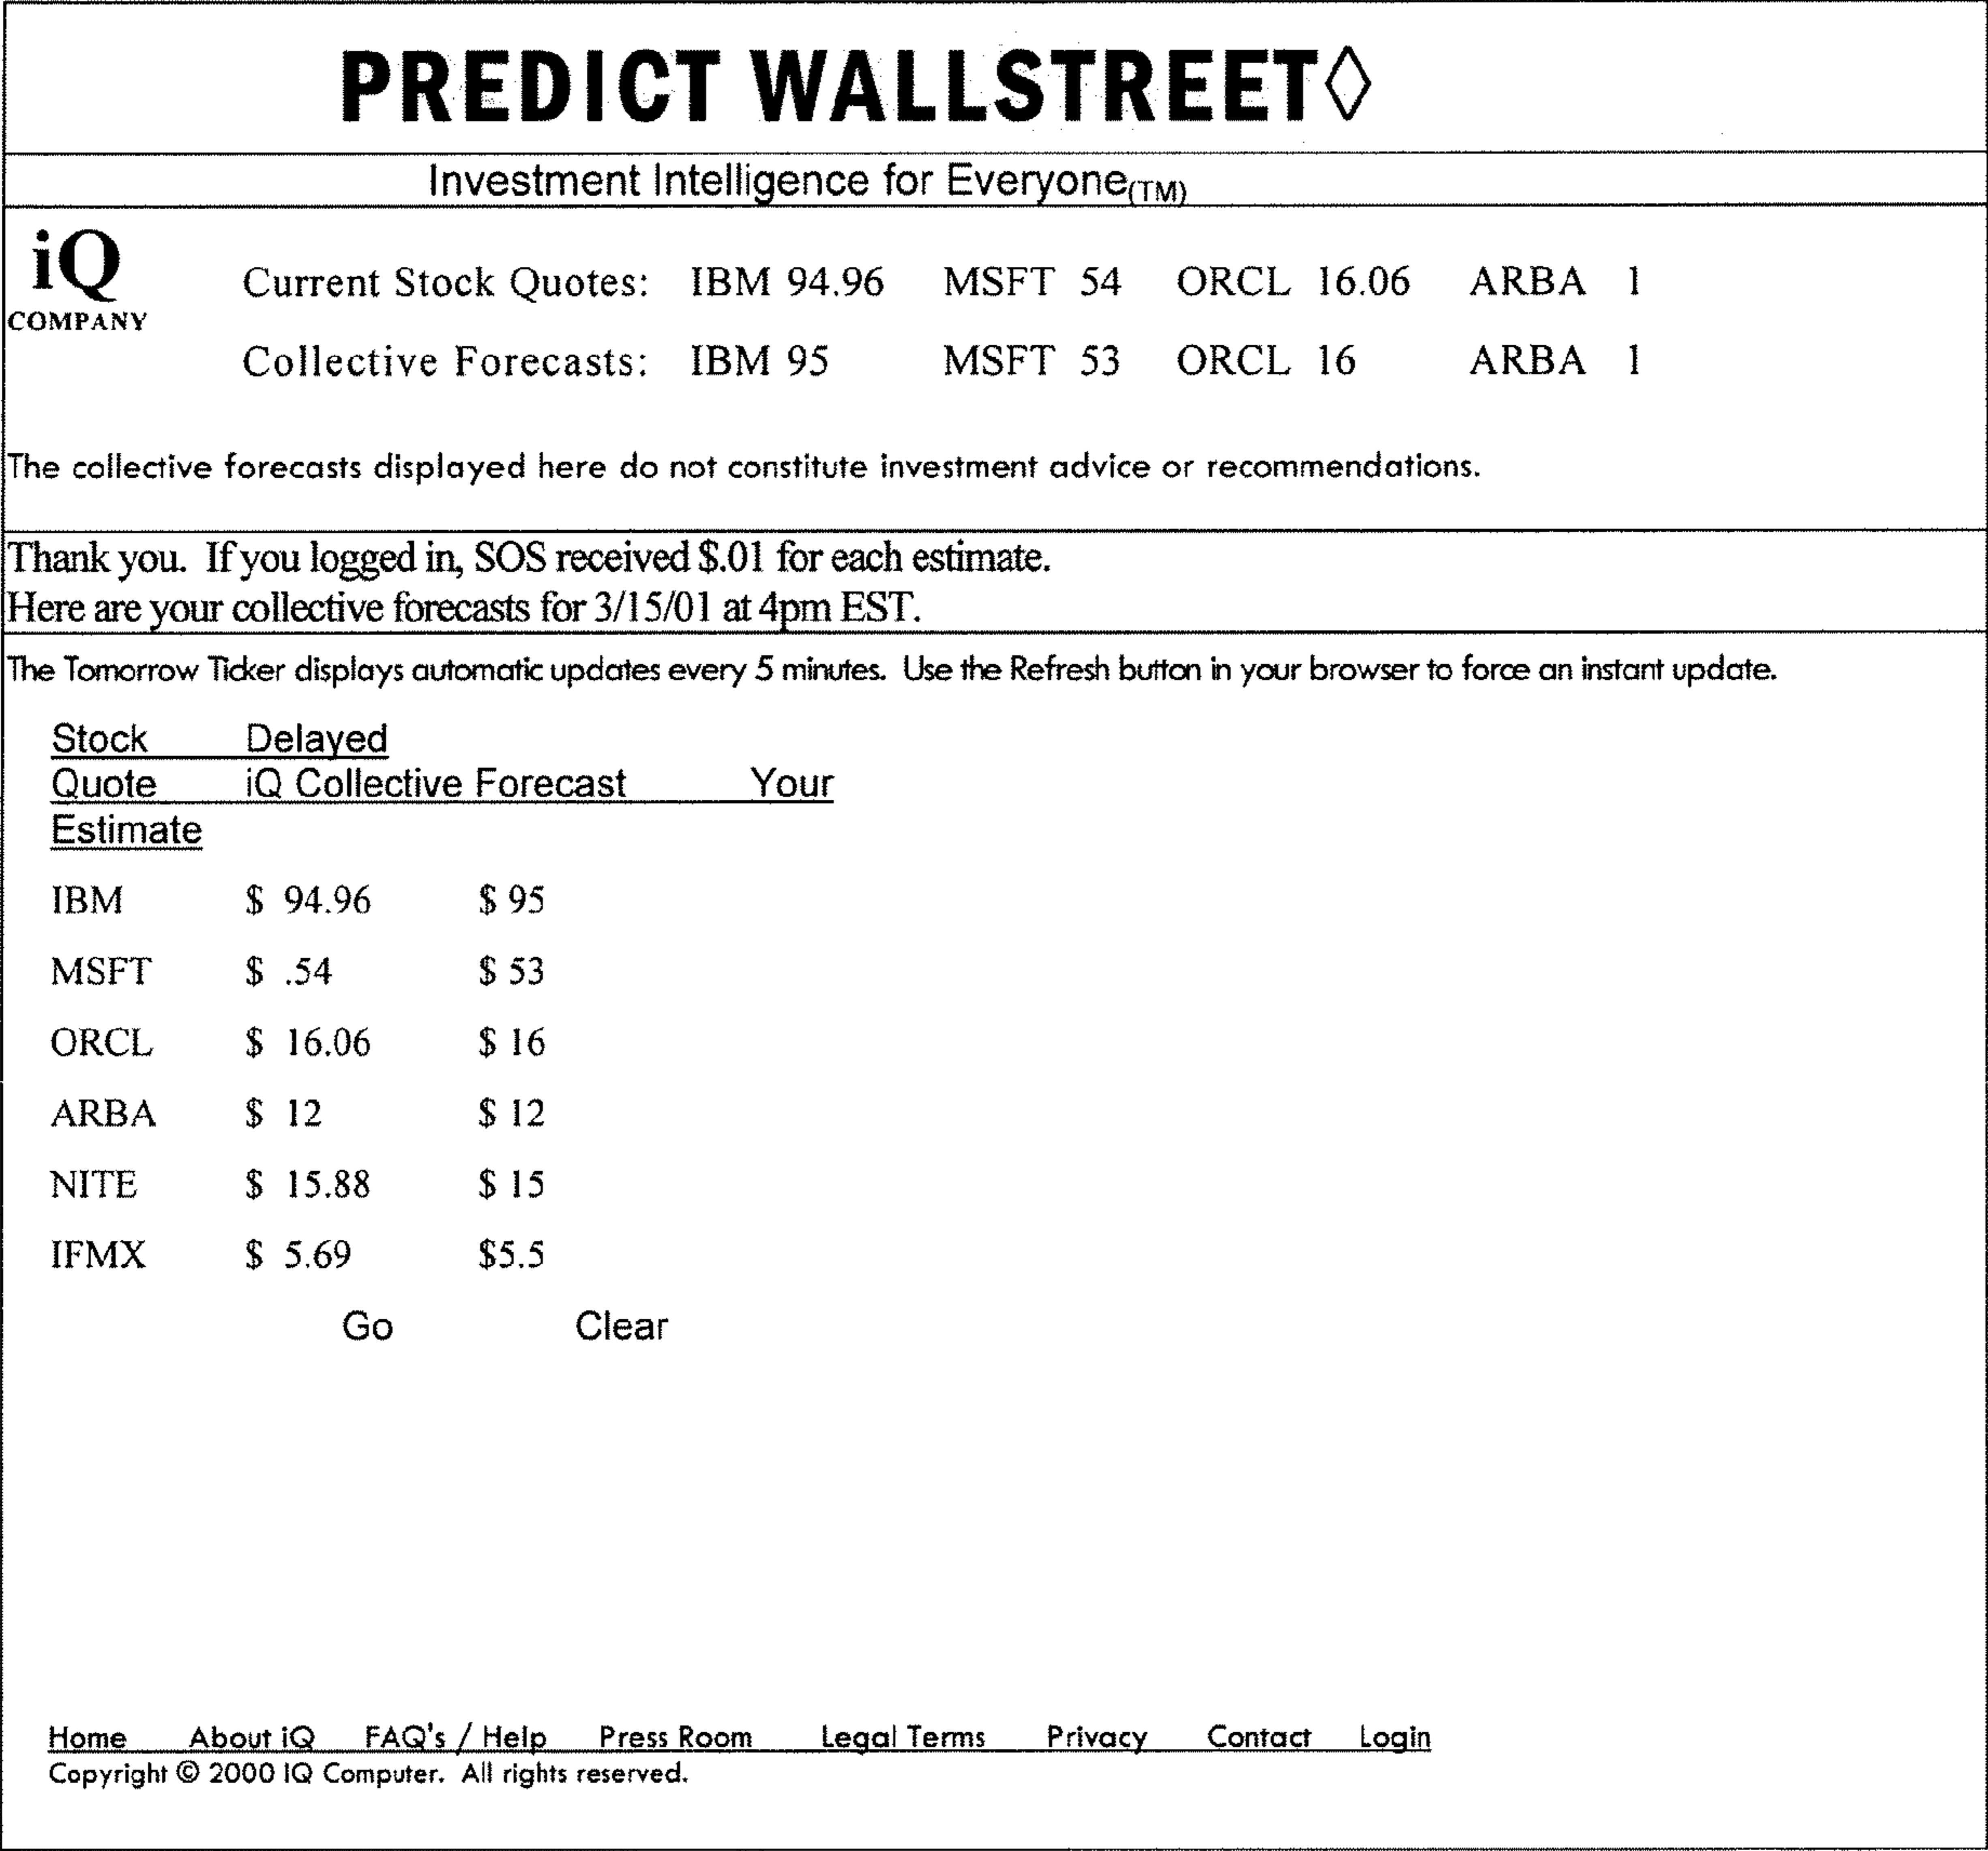 PREDICT WALLSTREET◊
Investment Intelligence for Everyone(TM)
iQ
COMPANY
Current Stock Quotes: IBM 94.96 MSFT 54 ORCL 16.06 ARBA 1
Collective Forecasts: IBM 95 MSFT 53 ORCL 16 ARBA 1
The collective forecasts displayed here do not constitute investment advice or recommendations.
Thank you. If you logged in, SOS received $.01 for each estimate.
Here are your collective forecasts for 3/15/01 at 4pm EST.
The Tomorrow Ticker displays automatic updates every 5 minutes. Use the Refresh button in your browser to force an instant update.
Stock Delayed
Quote iQ Collective Forecast Your
Estimate
IBM $ 94.96 $ 95
MSFT $ .54 $ 53
ORCL $ 16.06 $ 16
ARBA $ 12 $ 12
NITE $ 15.88 $ 15
IFMX $ 5.69 $5.5
Go Clear
Home About iQ FAQ's / Help Press Room Legal Terms Privacy Contact Login
Copyright © 2000 IQ Computer. All rights reserved.